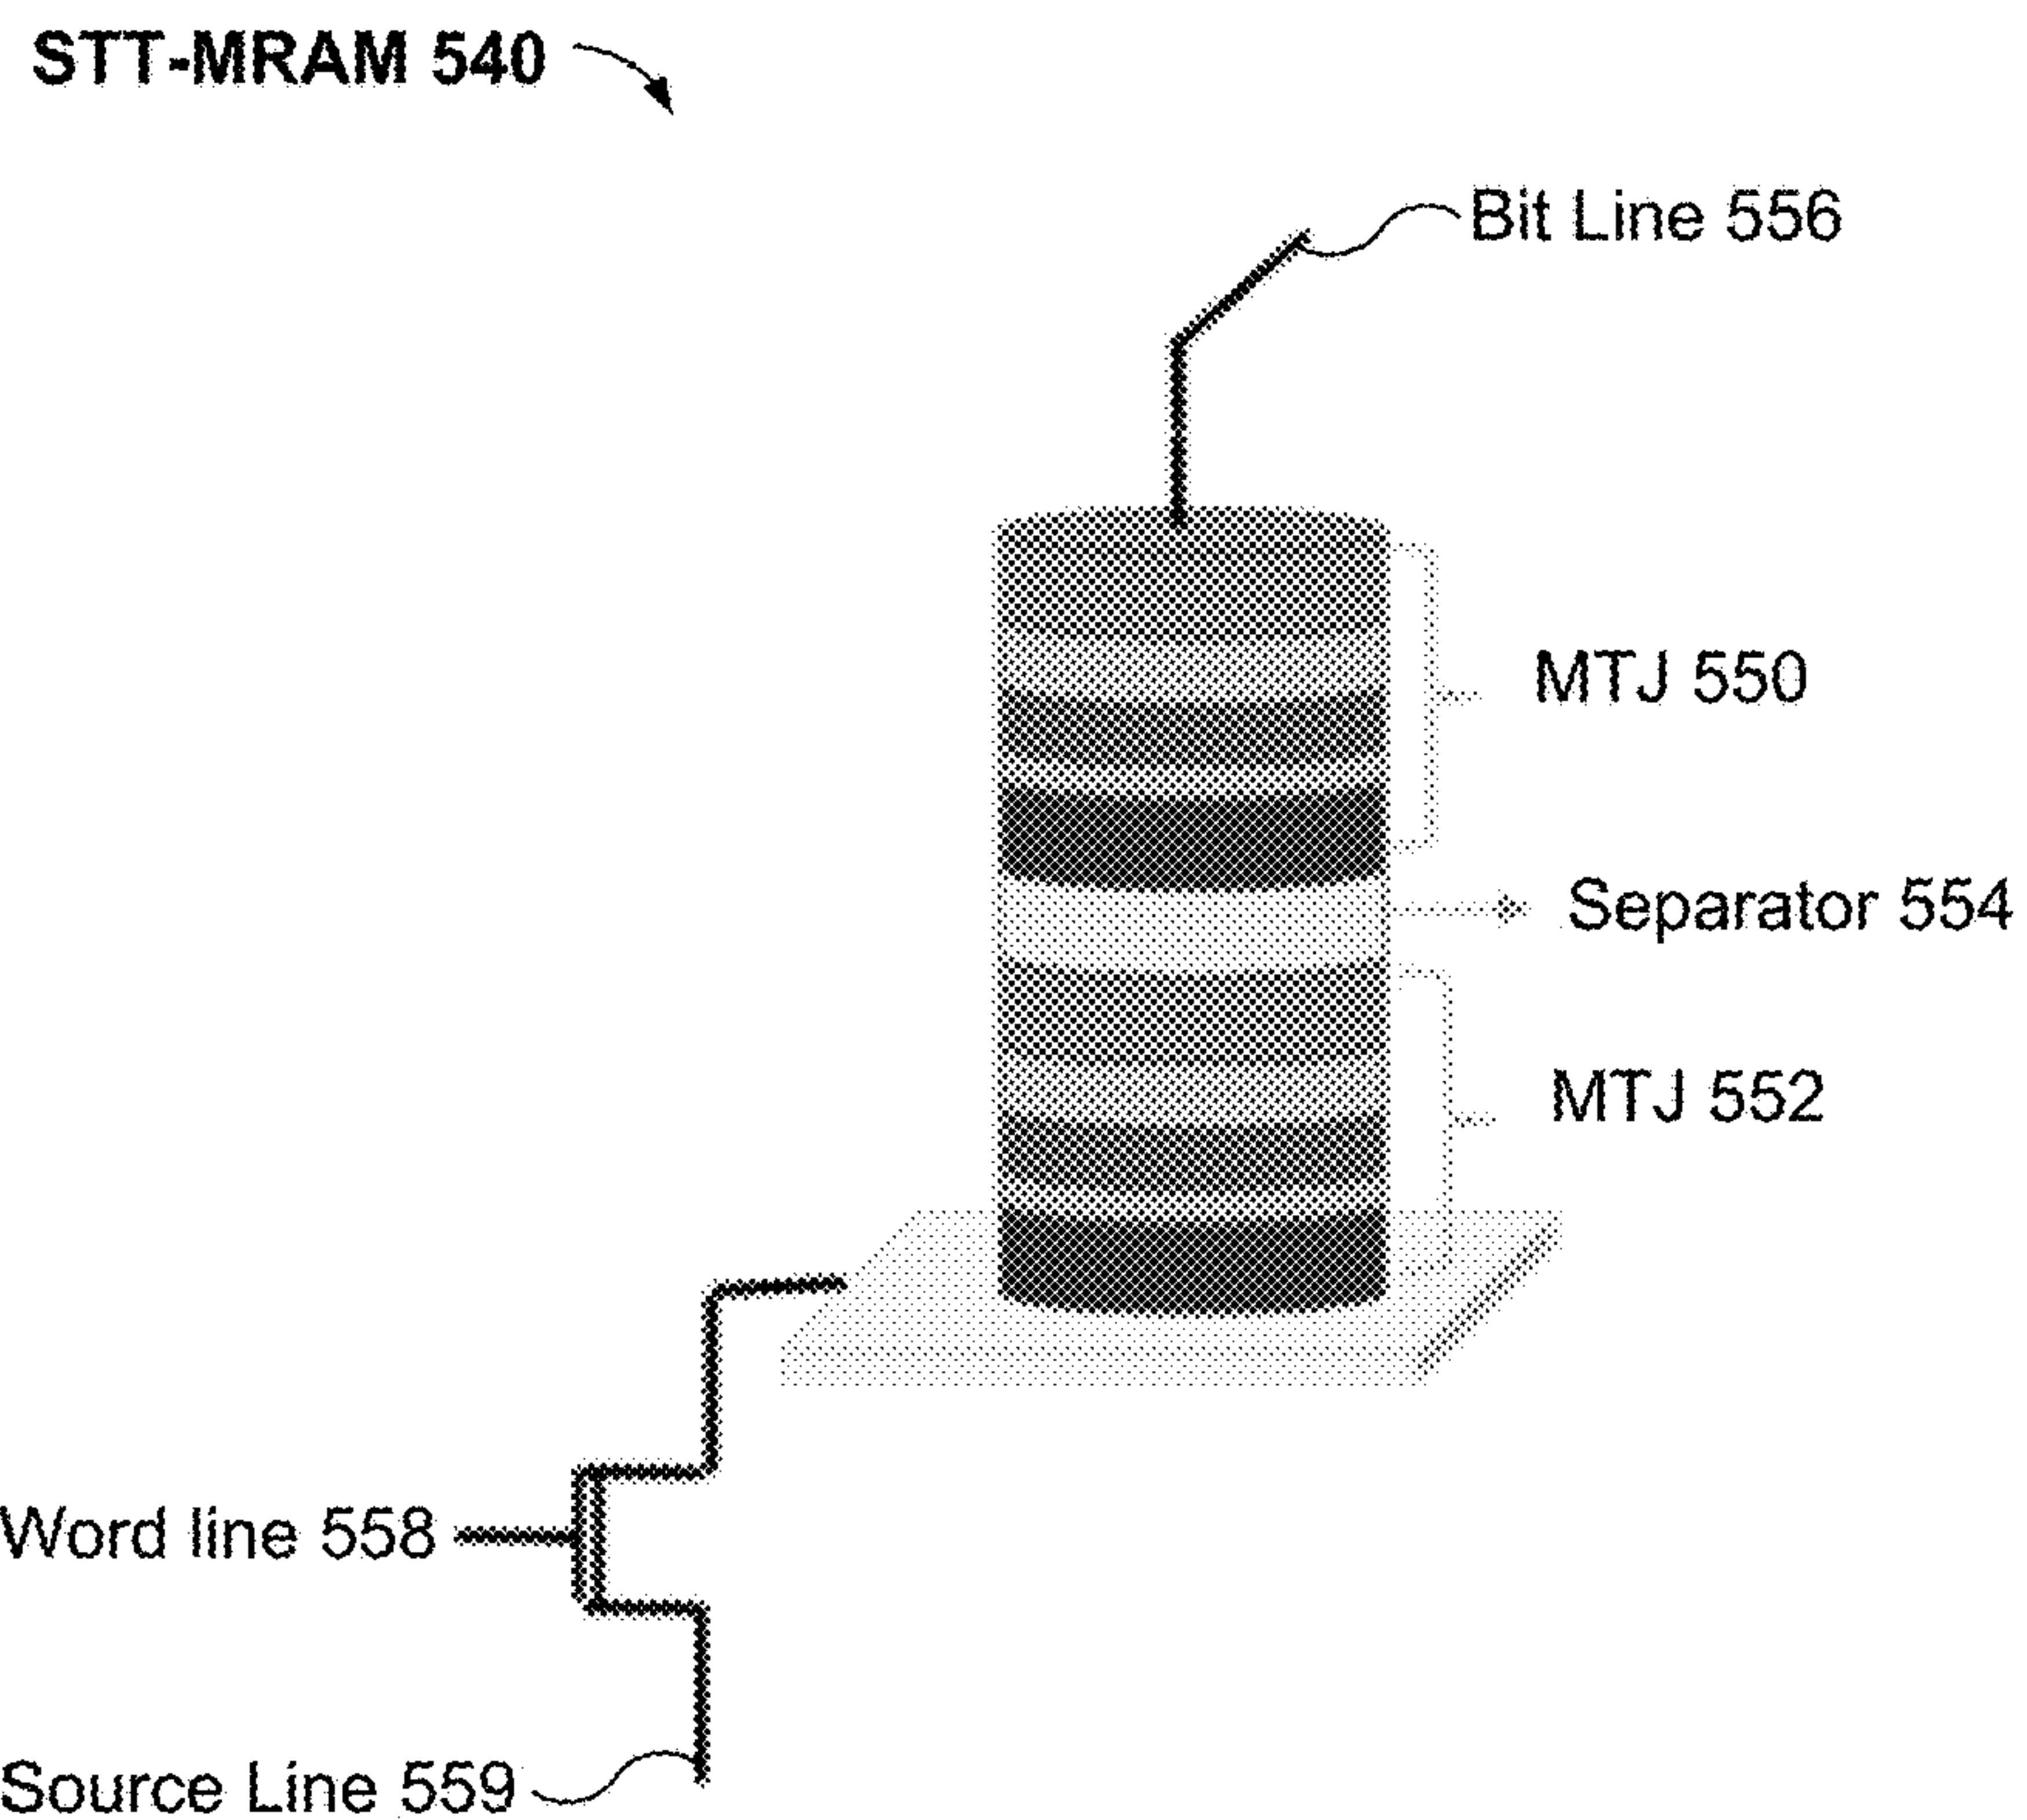 STT-MRAM 540
Bit Line 556
MTJ 550
Separator 554
MTJ 552
Word line 558
Source Line 559